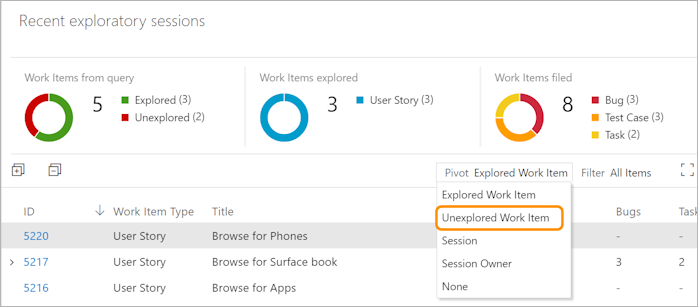 Recent exploratory sessions
Work Items from query
5
Explored (3)
Unexplored (2)
Work Items explored
3
User Story (3)
Work Items filed
8
Bug (3)
Test Case (3)
Task (2)
Pivot Explored Work Item Filter All Items
Explored Work Item
Unexplored Work Item
Session
Session Owner
None
ID Work Item Type Title Bugs Task
5220 User Story Browse for Phones - -
5217 User Story Browse for Surface book 3 2
5216 User Story Browse for Apps - -